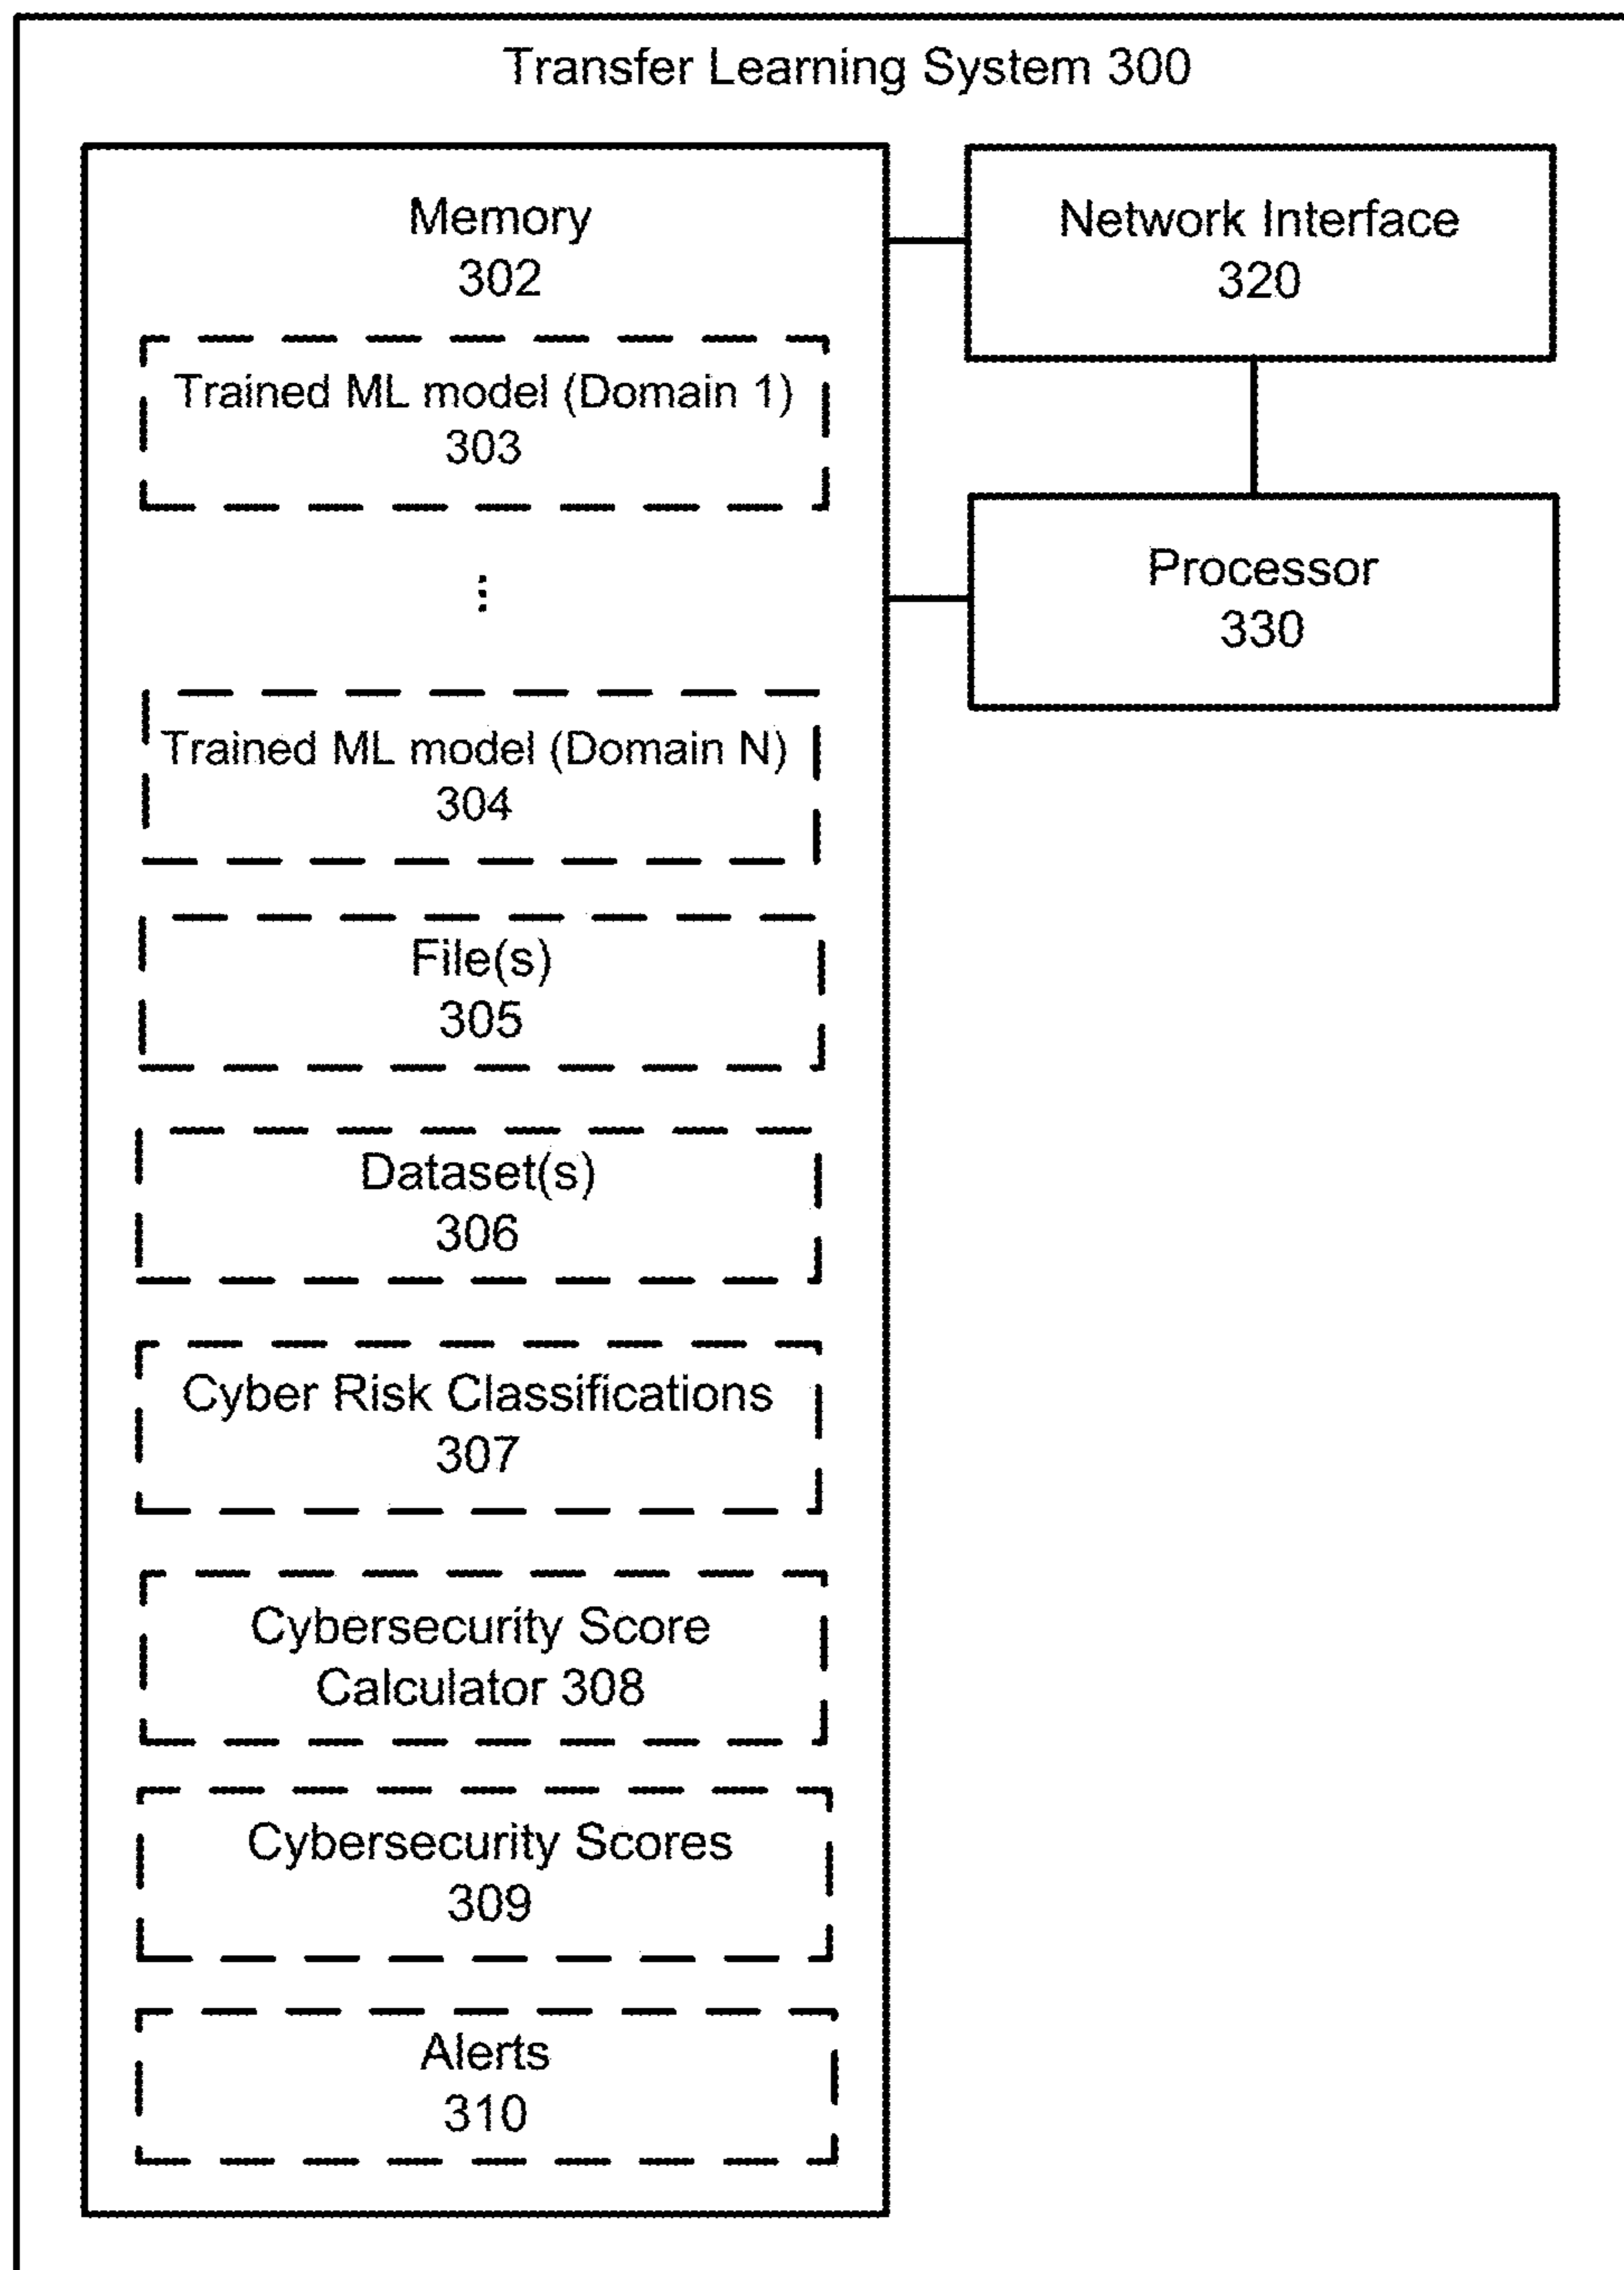 Transfer Learning System 300
Memory
302
Trained ML model (Domain 1)
303
⋮
Trained ML model (Domain N)
304
File(s)
305
Dataset(s)
306
Cyber Risk Classifications
307
Cybersecurity Score
Calculator 308
Cybersecurity Scores
309
Alerts
310
Network Interface
320
Processor
330